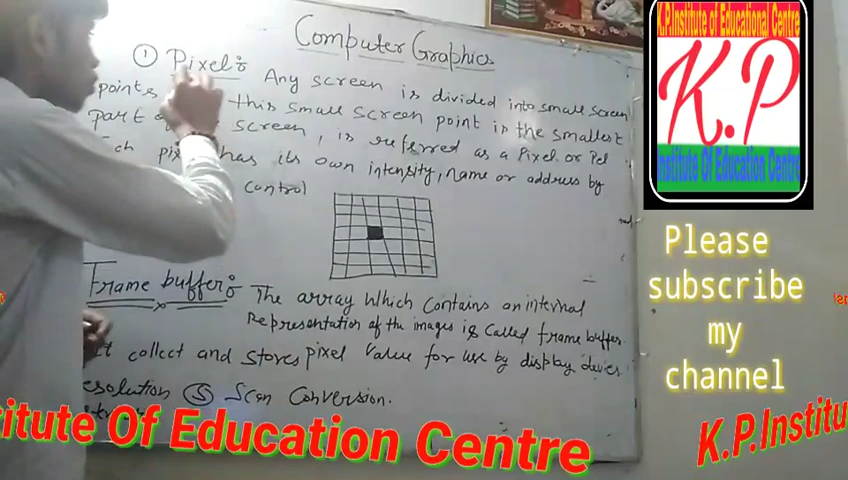 Computer Graphics
① Pixel:
Any screen is divided into small screen
points this small screen point is the smallest
part screen, is referred as a Pixel or Pel
has its own intensity, name or address by
control
Frame buffer:
The array which contains an internal
Representation of the images is called frame buffer.
collect and stores pixel value for use by display
⑤ Scan Conversion.
K.P.Institute of Educational Centre
K.P
Institute Of Education Centre
Please
subscribe
my
channel
titute Of Education Centre
K.P.Institu